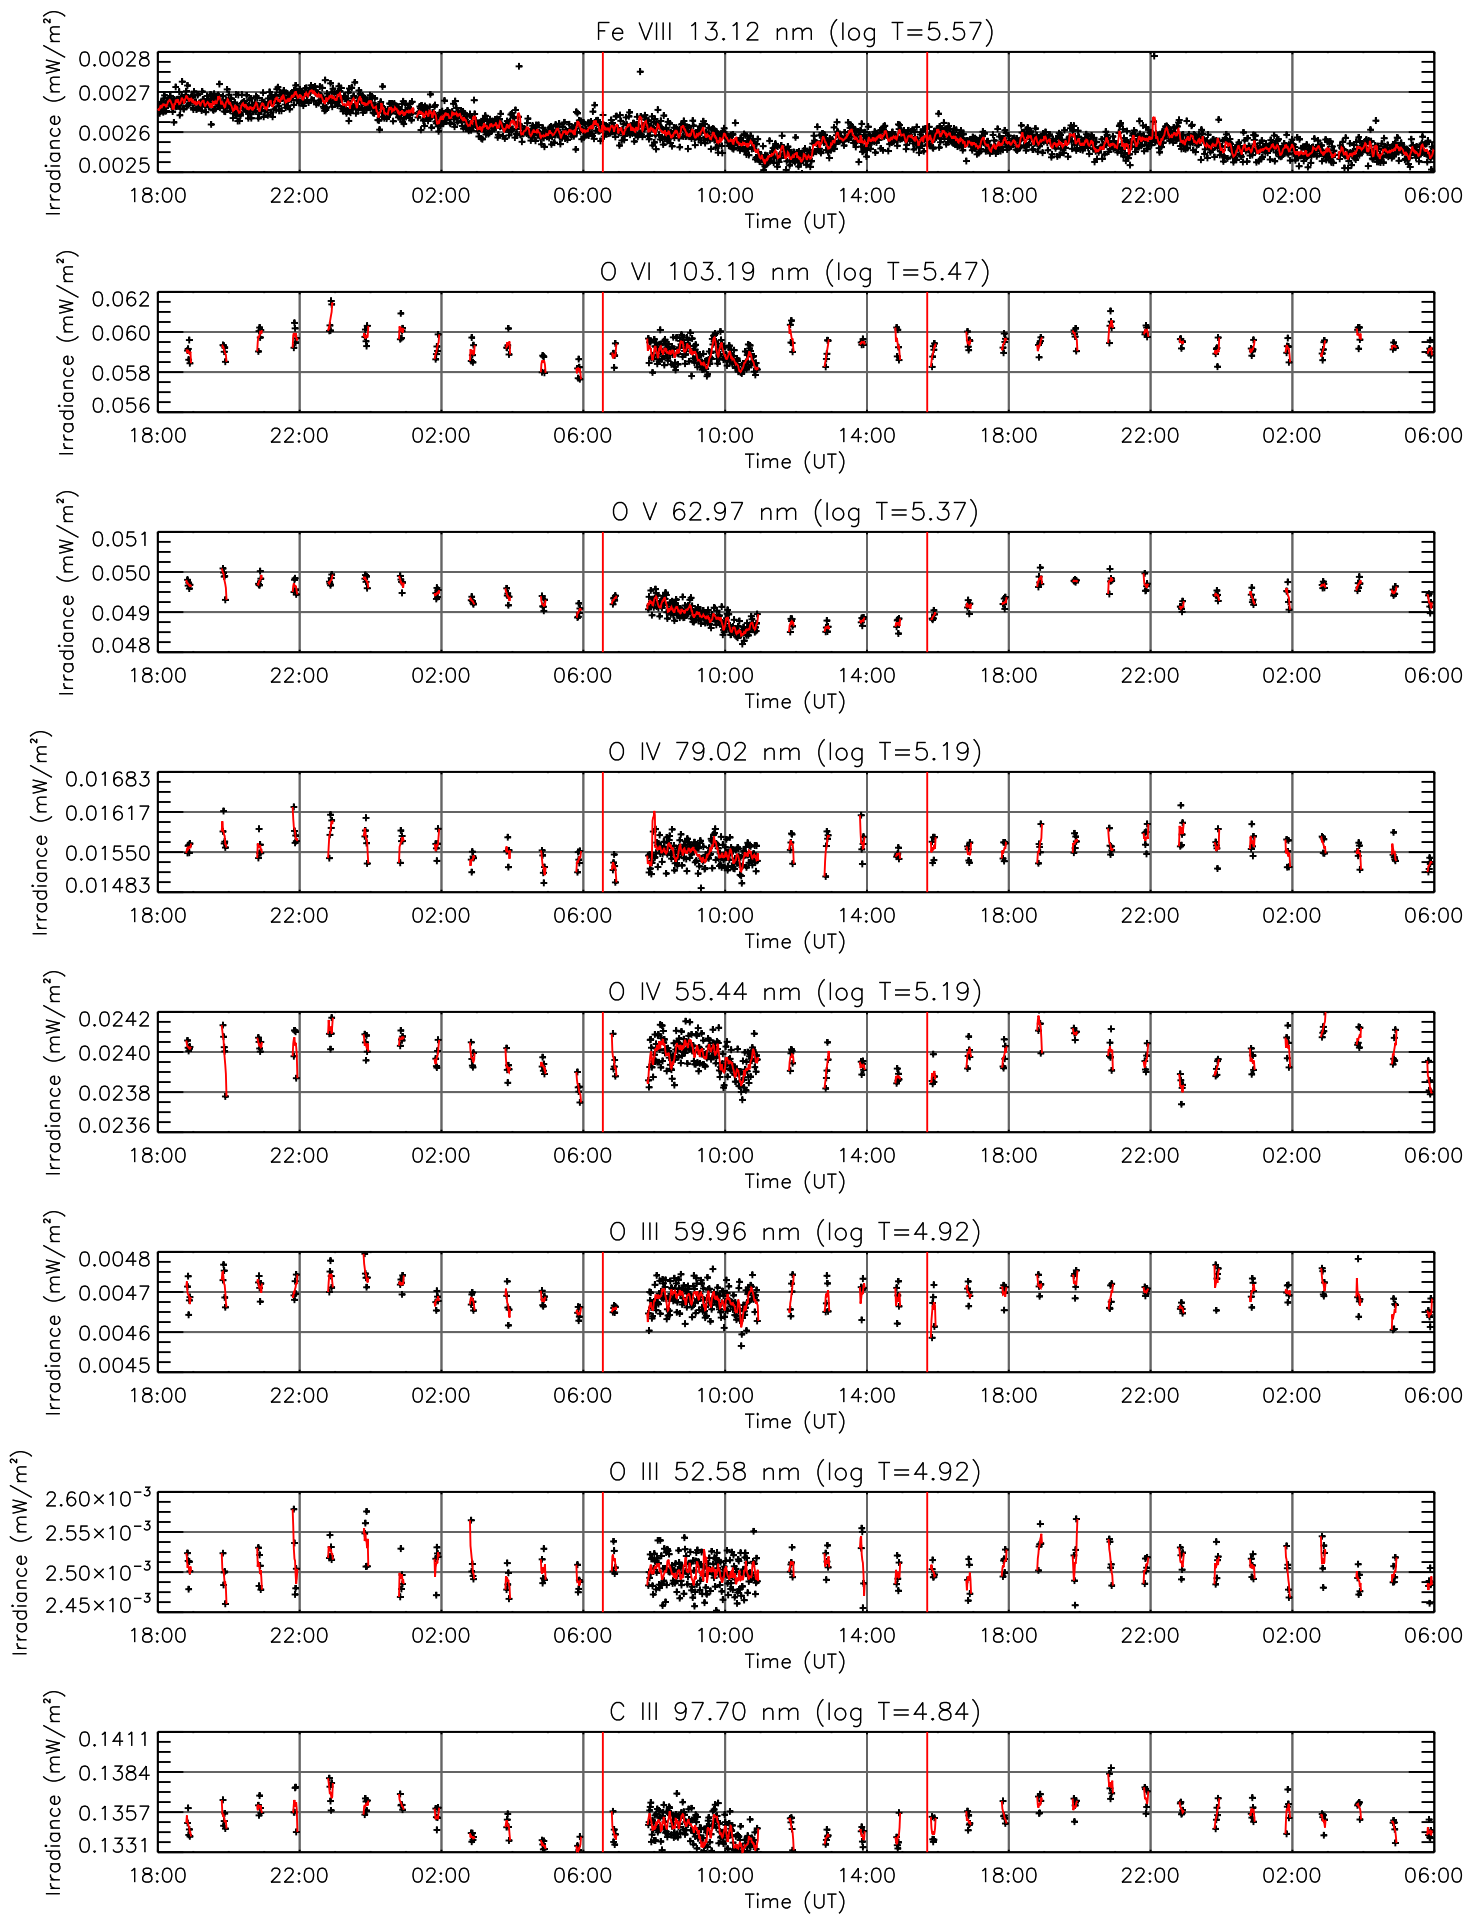 Fe VIII 13.12 nm (log T=5.57)
Irradiance (mW/m²)
0.0028
0.0027
0.0026
0.0025
18:00 22:00 02:00 06:00 10:00 14:00 18:00 22:00 02:00 06:00
Time (UT)
O VI 103.19 nm (log T=5.47)
Irradiance (mW/m²)
0.062
0.060
0.058
0.056
18:00 22:00 02:00 06:00 10:00 14:00 18:00 22:00 02:00 06:00
Time (UT)
O V 62.97 nm (log T=5.37)
Irradiance (mW/m²)
0.051
0.050
0.049
0.048
18:00 22:00 02:00 06:00 10:00 14:00 18:00 22:00 02:00 06:00
Time (UT)
O IV 79.02 nm (log T=5.19)
Irradiance (mW/m²)
0.01683
0.01617
0.01550
0.01483
18:00 22:00 02:00 06:00 10:00 14:00 18:00 22:00 02:00 06:00
Time (UT)
O IV 55.44 nm (log T=5.19)
Irradiance (mW/m²)
0.0242
0.0240
0.0238
0.0236
18:00 22:00 02:00 06:00 10:00 14:00 18:00 22:00 02:00 06:00
Time (UT)
O III 59.96 nm (log T=4.92)
Irradiance (mW/m²)
0.0048
0.0047
0.0046
0.0045
18:00 22:00 02:00 06:00 10:00 14:00 18:00 22:00 02:00 06:00
Time (UT)
O III 52.58 nm (log T=4.92)
Irradiance (mW/m²)
2.60×10⁻³
2.55×10⁻³
2.50×10⁻³
2.45×10⁻³
18:00 22:00 02:00 06:00 10:00 14:00 18:00 22:00 02:00 06:00
Time (UT)
C III 97.70 nm (log T=4.84)
Irradiance (mW/m²)
0.1411
0.1384
0.1357
0.1331
18:00 22:00 02:00 06:00 10:00 14:00 18:00 22:00 02:00 06:00
Time (UT)